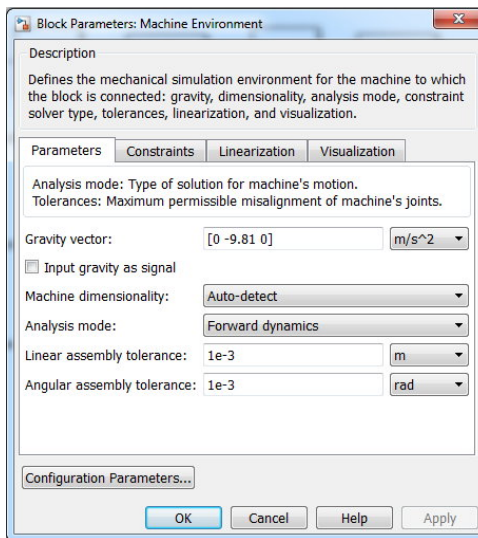 Block Parameters: Machine Environment
Description
Defines the mechanical simulation environment for the machine to which
the block is connected: gravity, dimensionality, analysis mode, constraint
solver type, tolerances, linearization, and visualization.
Parameters Constraints Linearization Visualization
Analysis mode: Type of solution for machine's motion.
Tolerances: Maximum permissible misalignment of machine's joints.
Gravity vector: [0 -9.81 0] m/s^2
Input gravity as signal
Machine dimensionality: Auto-detect
Analysis mode: Forward dynamics
Linear assembly tolerance: 1e-3 m
Angular assembly tolerance: 1e-3 rad
Configuration Parameters...
OK Cancel Help Apply